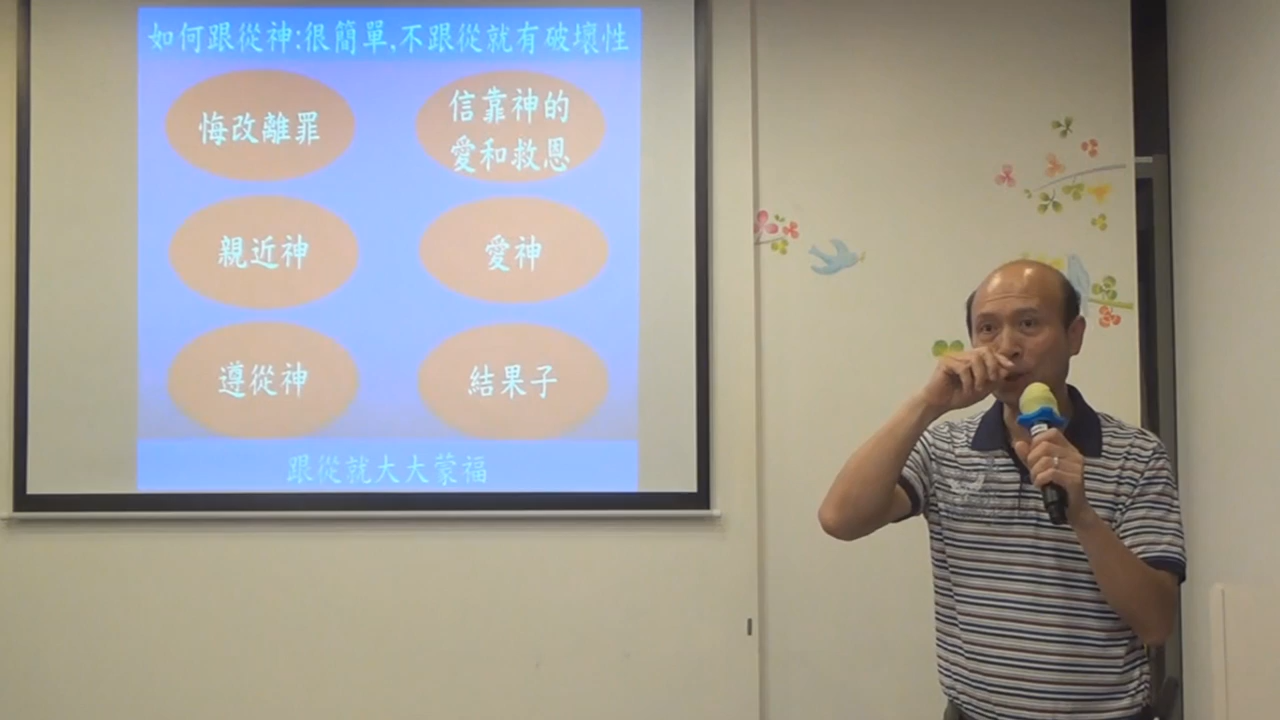 如何跟從神:很簡單,不跟從就有破壞性
悔改離罪
信靠神的
愛和救恩
親近神
愛神
遵從神
結果子
跟從就大大蒙福